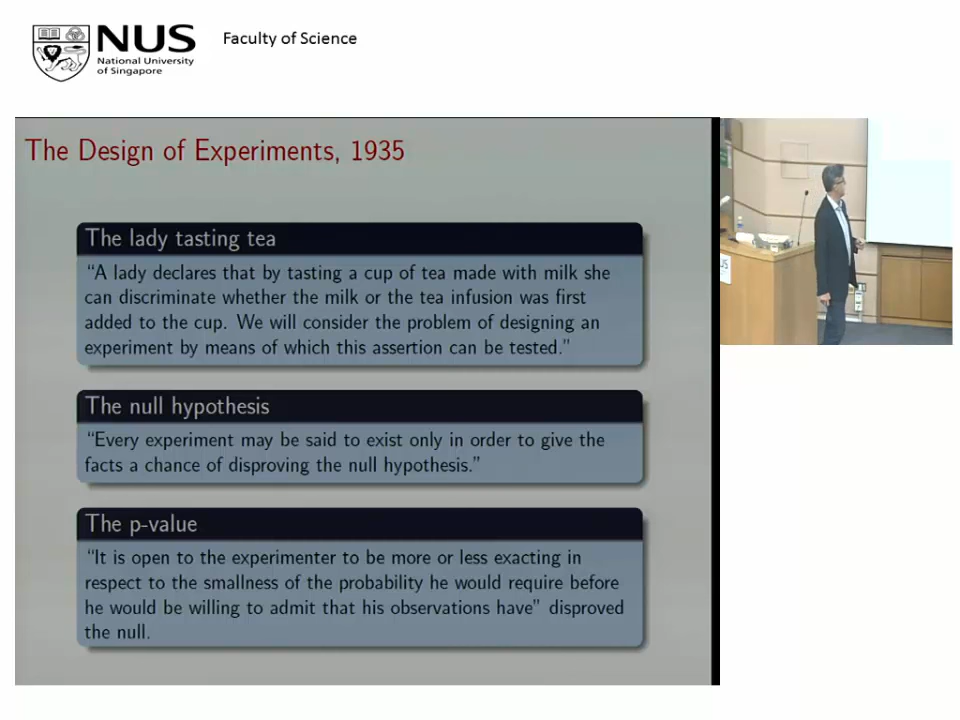 NUS
National University
of Singapore
Faculty of Science
The Design of Experiments, 1935
The lady tasting tea
“A lady declares that by tasting a cup of tea made with milk she
can discriminate whether the milk or the tea infusion was first
added to the cup. We will consider the problem of designing an
experiment by means of which this assertion can be tested.”
The null hypothesis
“Every experiment may be said to exist only in order to give the
facts a chance of disproving the null hypothesis.”
The p-value
“It is open to the experimenter to be more or less exacting in
respect to the smallness of the probability he would require before
he would be willing to admit that his observations have” disproved
the null.
NUS